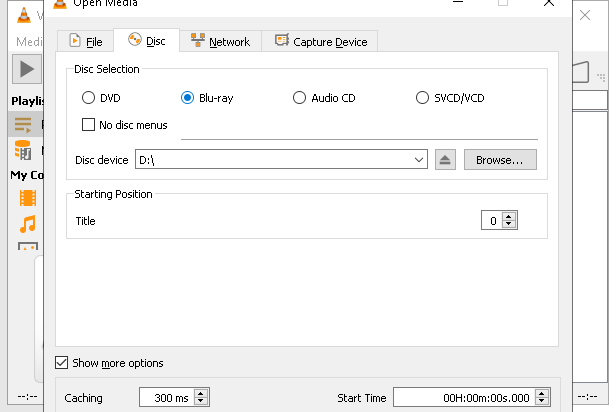 Open Media
Medi
File
Disc
Network
Capture Device
Playlis
My Co
Disc Selection
DVD
Blu-ray
Audio CD
SVCD/VCD
No disc menus
Disc device
D:\
Browse...
Starting Position
Title
0
Show more options
Caching
300 ms
Start Time
00H:00m:00s.000
--:--
--:--